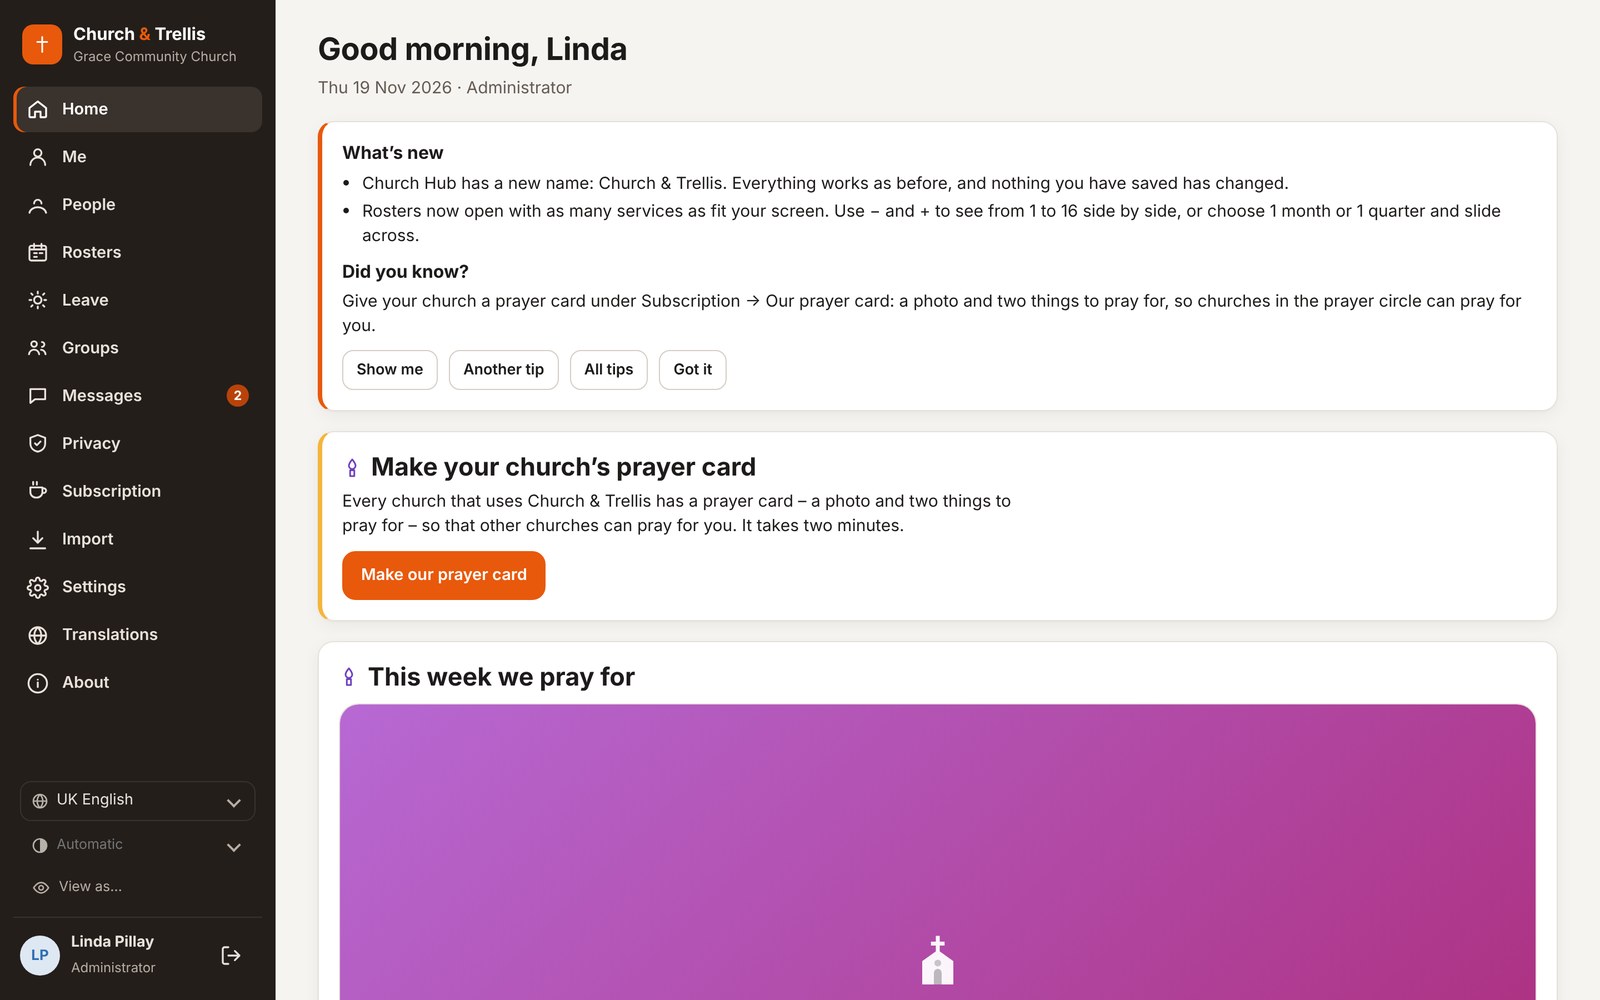 Church & Trellis
Grace Community Church
Home
Me
People
Rosters
Leave
Groups
Messages
2
Privacy
Subscription
Import
Settings
Translations
About
UK English
Automatic
View as...
LP
Linda Pillay
Administrator
Good morning, Linda
Thu 19 Nov 2026 · Administrator
What’s new
• Church Hub has a new name: Church & Trellis. Everything works as before, and nothing you have saved has changed.
• Rosters now open with as many services as fit your screen. Use − and + to see from 1 to 16 side by side, or choose 1 month or 1 quarter and slide
across.
Did you know?
Give your church a prayer card under Subscription → Our prayer card: a photo and two things to pray for, so churches in the prayer circle can pray for
you.
Show me
Another tip
All tips
Got it
Make your church’s prayer card
Every church that uses Church & Trellis has a prayer card – a photo and two things to
pray for – so that other churches can pray for you. It takes two minutes.
Make our prayer card
This week we pray for